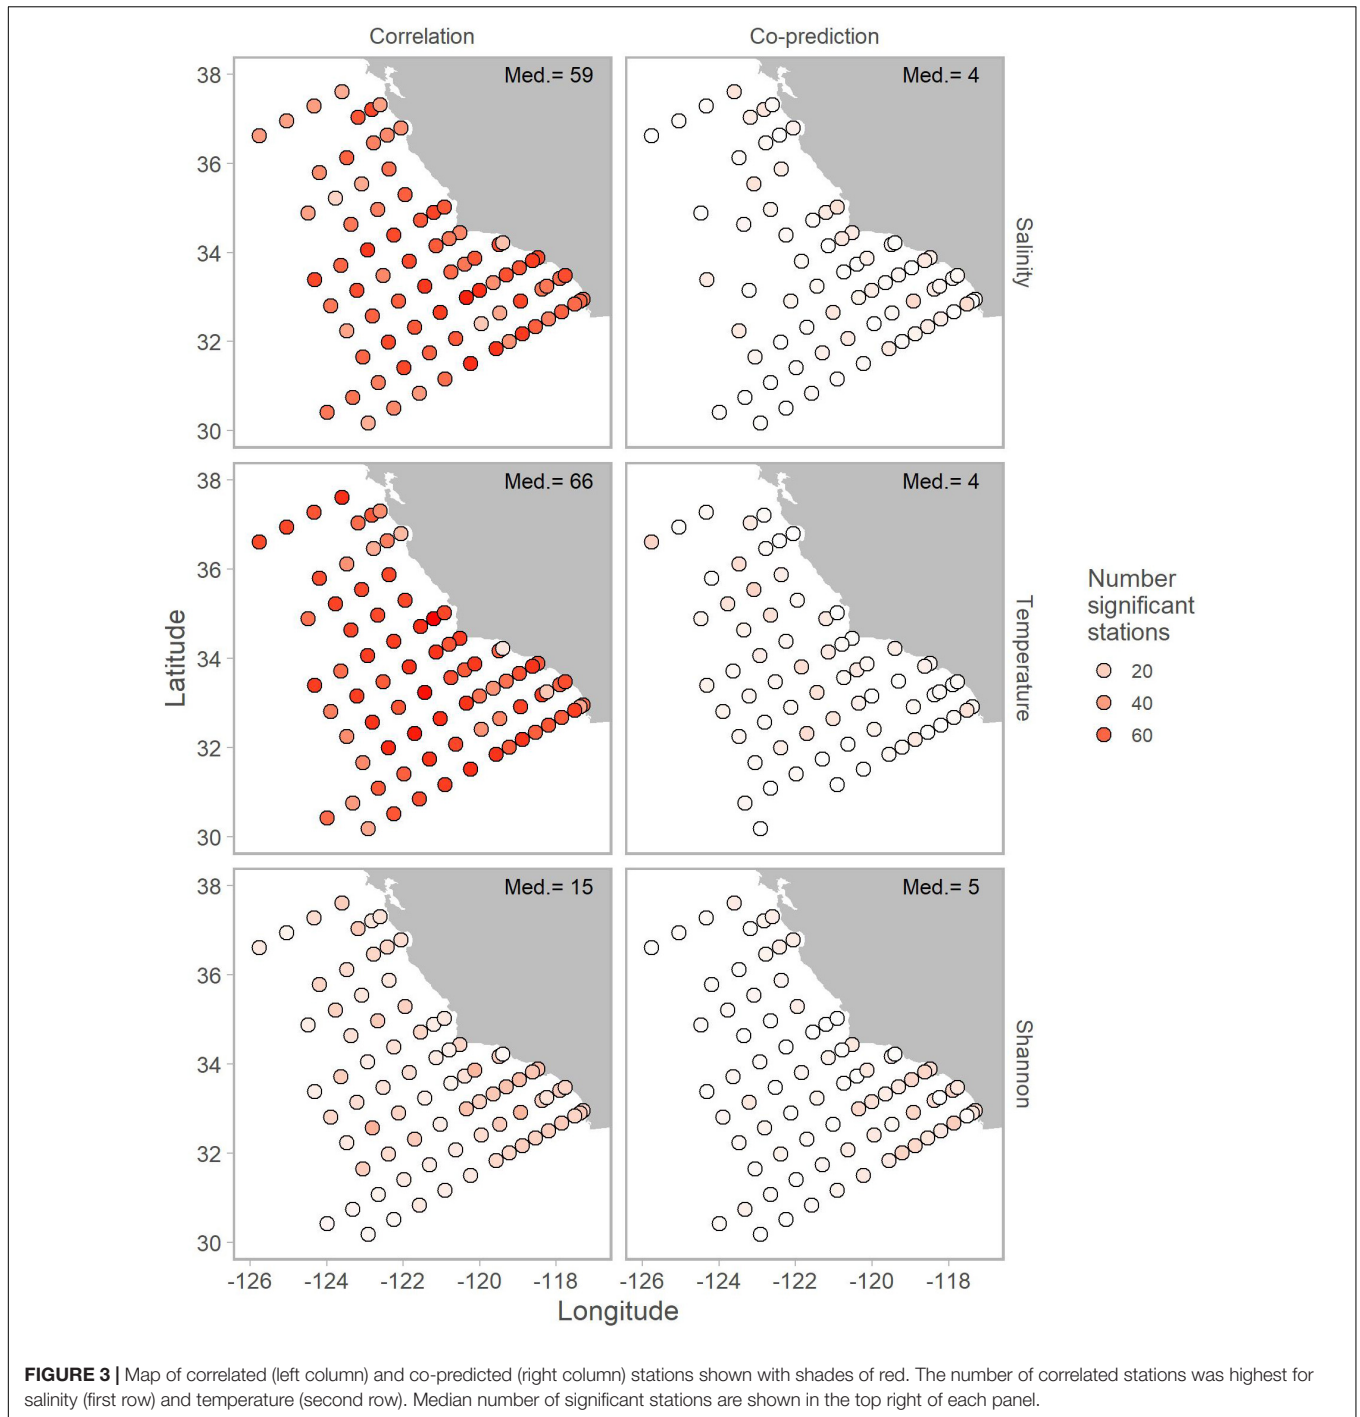 Correlation
Co-prediction
Med.= 59
Med.= 4
38
36
34
32
30
Salinity
Med.= 66
Med.= 4
38
36
34
32
30
Temperature
Latitude
Number
significant
stations
20
40
60
Med.= 15
Med.= 5
38
36
34
32
30
Shannon
-126 -124 -122 -120 -118
-126 -124 -122 -120 -118
Longitude
FIGURE 3 | Map of correlated (left column) and co-predicted (right column) stations shown with shades of red. The number of correlated stations was highest for
salinity (first row) and temperature (second row). Median number of significant stations are shown in the top right of each panel.